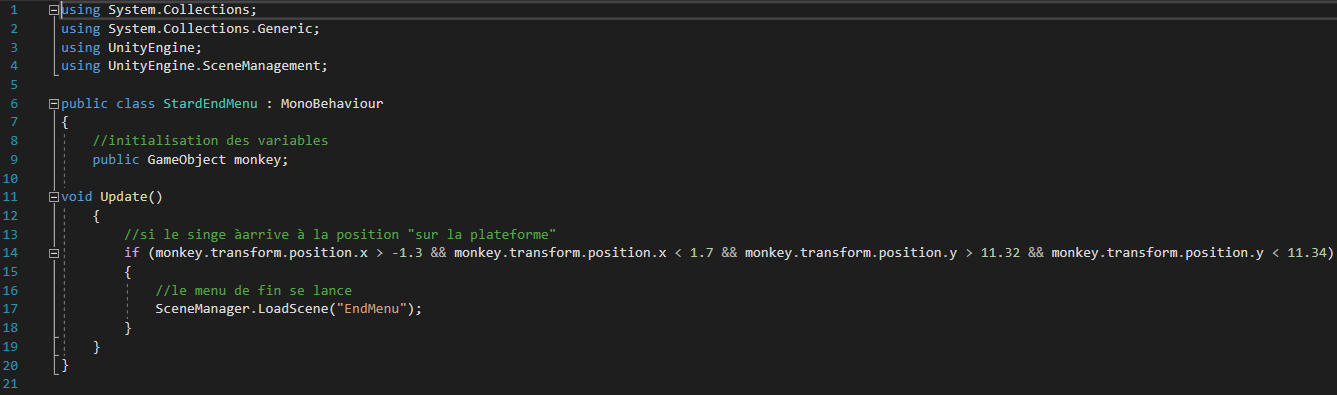 1 using System.Collections;
2 using System.Collections.Generic;
3 using UnityEngine;
4 using UnityEngine.SceneManagement;
5
6 public class StardEndMenu : MonoBehaviour
7 {
8 //initialisation des variables
9 public GameObject monkey;
10
11 void Update()
12 {
13 //si le singe àarrive à la position "sur la plateforme"
14 if (monkey.transform.position.x > -1.3 && monkey.transform.position.x < 1.7 && monkey.transform.position.y > 11.32 && monkey.transform.position.y < 11.34)
15 {
16 //le menu de fin se lance
17 SceneManager.LoadScene("EndMenu");
18 }
19 }
20 }
21